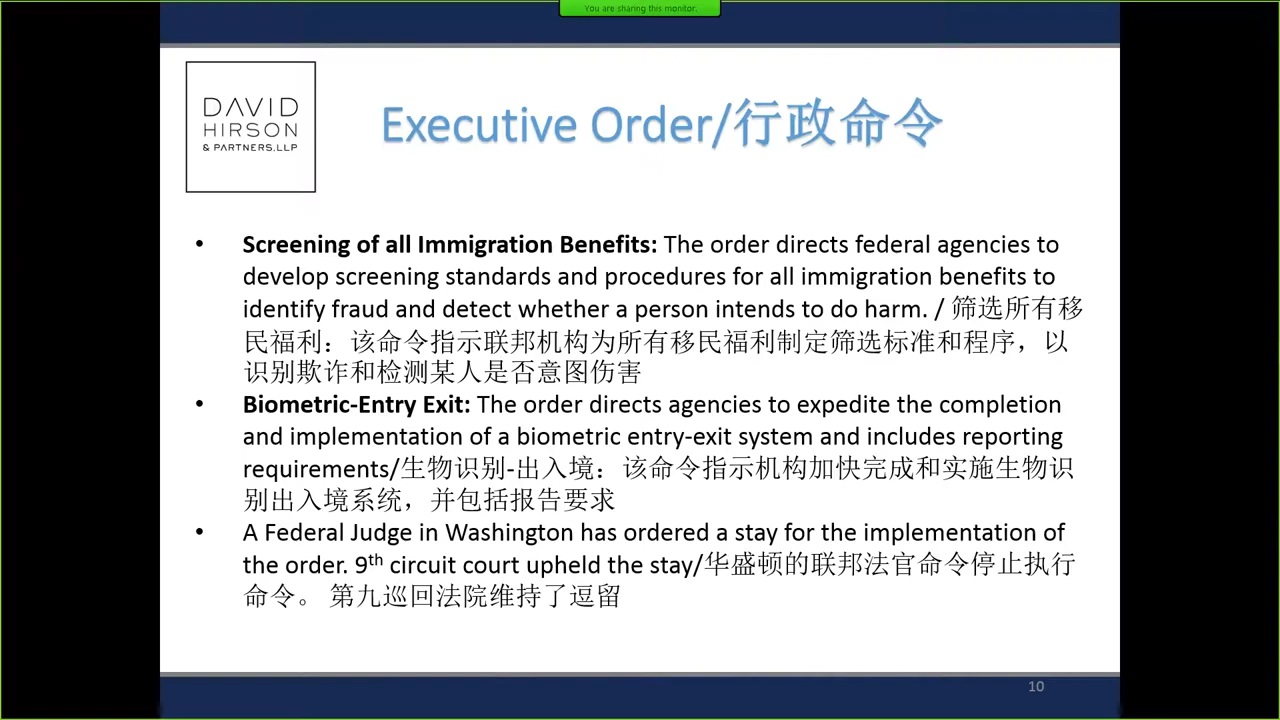 You are sharing this monitor.
DAVID
HIRSON
& PARTNERS,LLP
Executive Order/行政命令
• Screening of all Immigration Benefits: The order directs federal agencies to
develop screening standards and procedures for all immigration benefits to
identify fraud and detect whether a person intends to do harm. / 筛选所有移
民福利：该命令指示联邦机构为所有移民福利制定筛选标准和程序，以
识别欺诈和检测某人是否意图伤害
• Biometric-Entry Exit: The order directs agencies to expedite the completion
and implementation of a biometric entry-exit system and includes reporting
requirements/生物识别-出入境：该命令指示机构加快完成和实施生物识
别出入境系统，并包括报告要求
• A Federal Judge in Washington has ordered a stay for the implementation of
the order. 9th circuit court upheld the stay/华盛顿的联邦法官命令停止执行
命令。 第九巡回法院维持了逗留
10